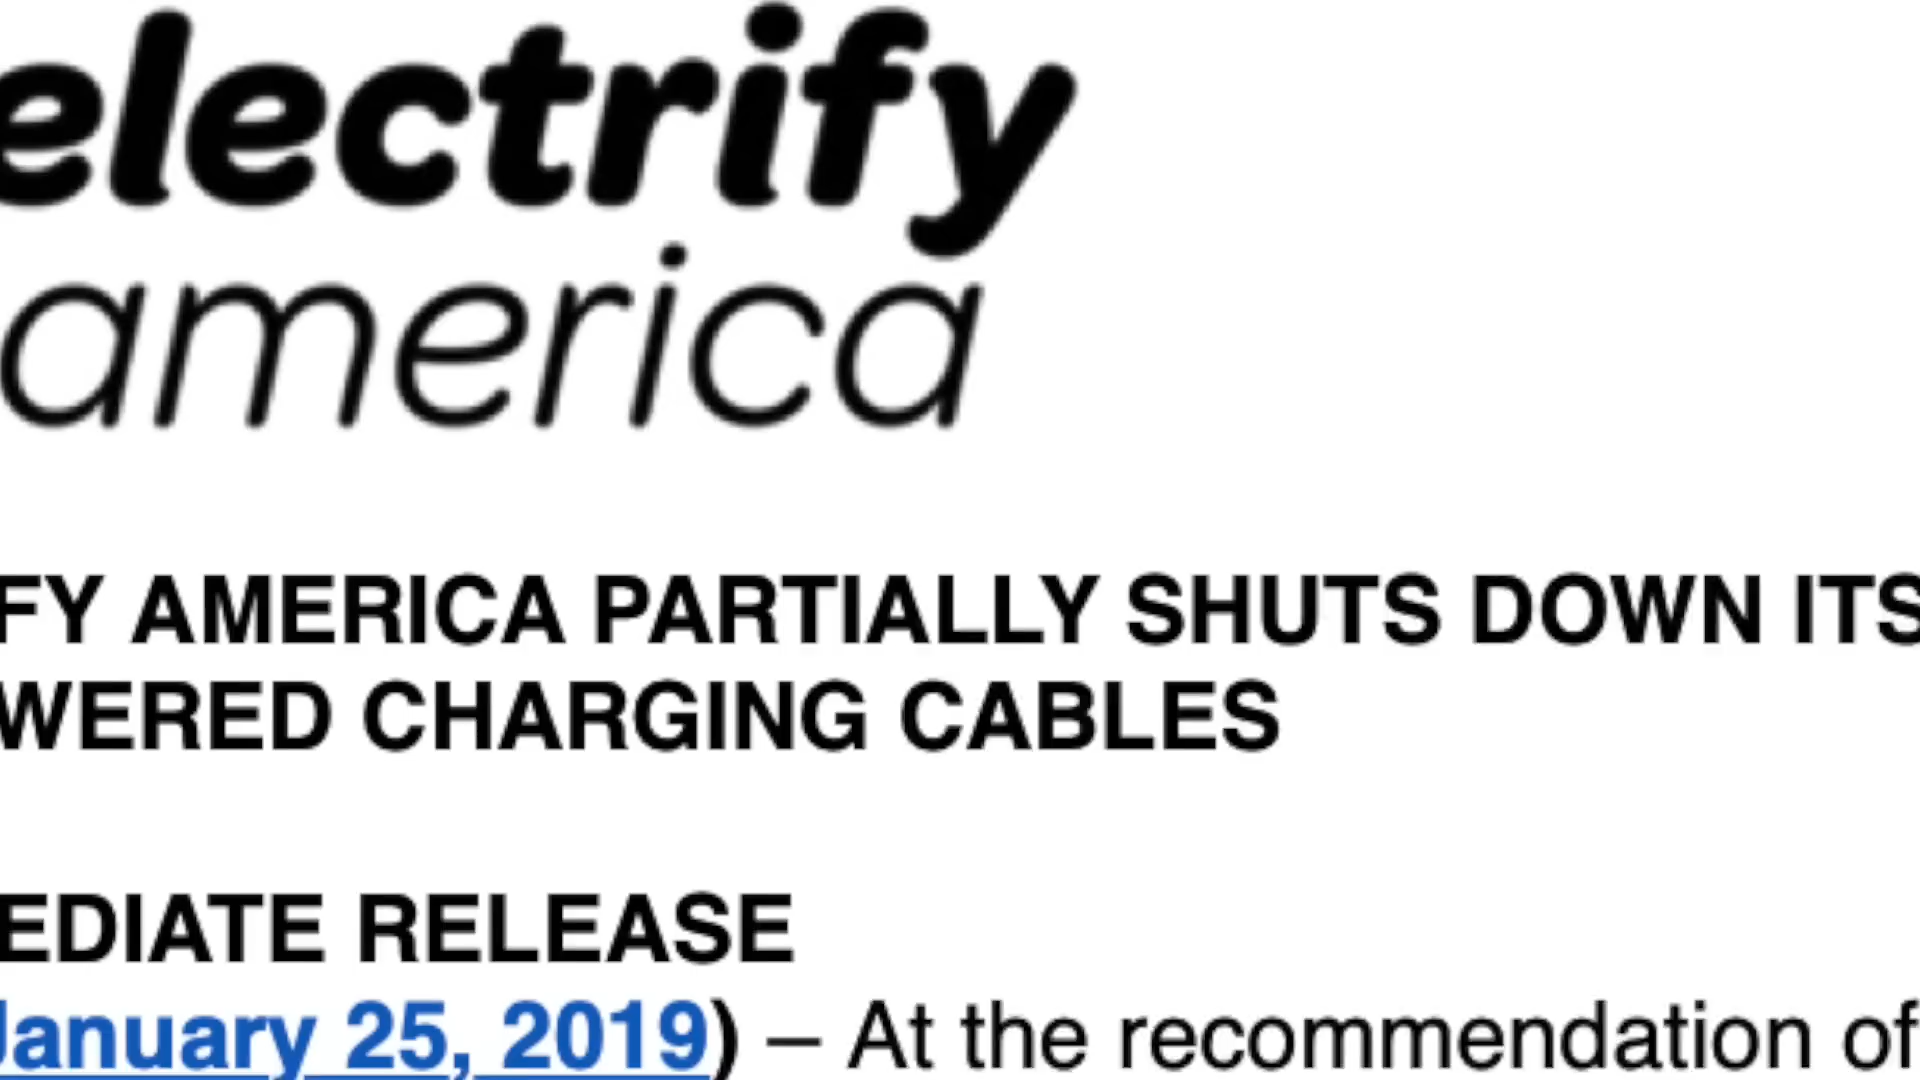 electrify
america
FY AMERICA PARTIALLY SHUTS DOWN ITS
WERED CHARGING CABLES
EDIATE RELEASE
January 25, 2019) – At the recommendation of